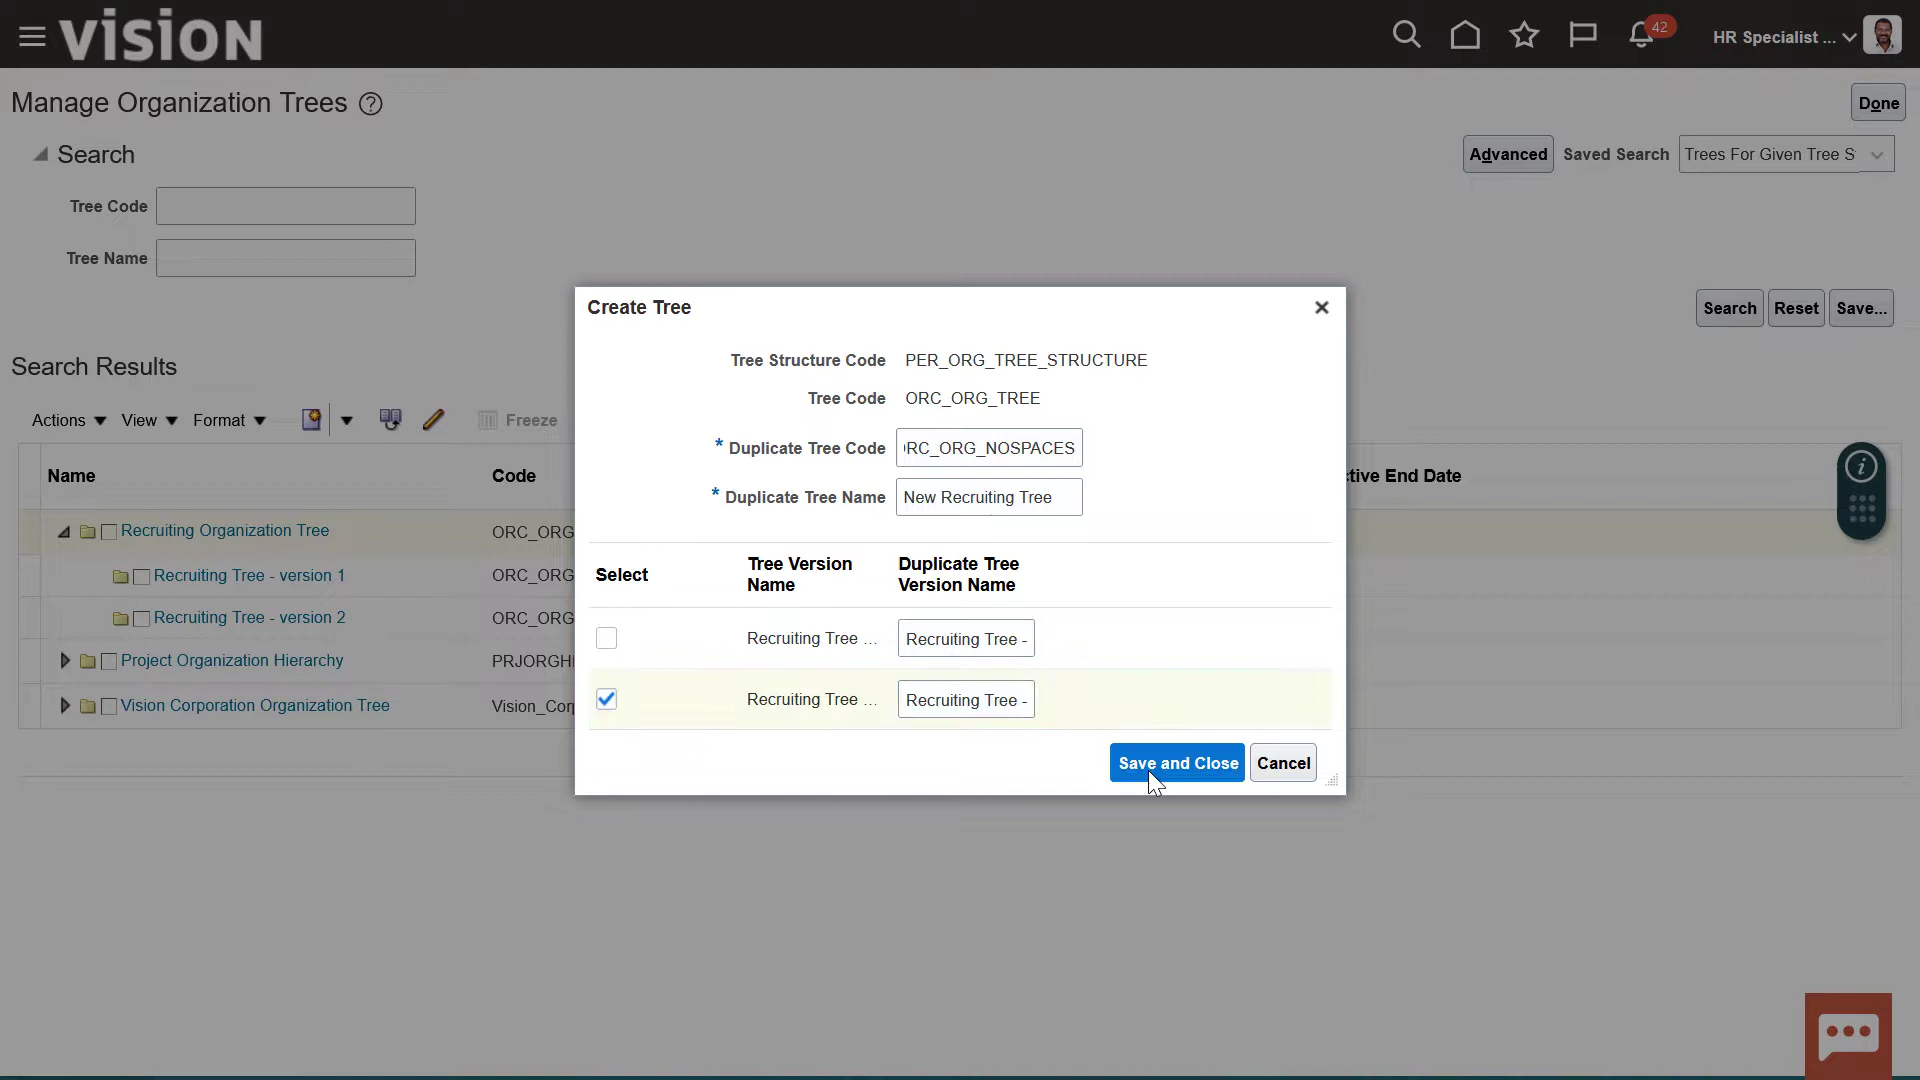 vision
42
HR Specialist ...
Manage Organization Trees ?
Done
Search
Advanced
Saved Search
Trees For Given Tree S
Tree Code
Tree Name
Search
Reset
Save...
Search Results
Actions
View
Format
Freeze
Name
Code
ctive End Date
Recruiting Organization Tree
ORC_ORG
Recruiting Tree - version 1
ORC_ORG
Recruiting Tree - version 2
ORC_ORG
Project Organization Hierarchy
PRJORGHI
Vision Corporation Organization Tree
Vision_Corp
Create Tree
Tree Structure Code PER_ORG_TREE_STRUCTURE
Tree Code ORC_ORG_TREE
* Duplicate Tree Code RC_ORG_NOSPACES
* Duplicate Tree Name New Recruiting Tree
Select
Tree Version
Name
Duplicate Tree
Version Name
Recruiting Tree ...
Recruiting Tree -
Recruiting Tree ...
Recruiting Tree -
Save and Close
Cancel